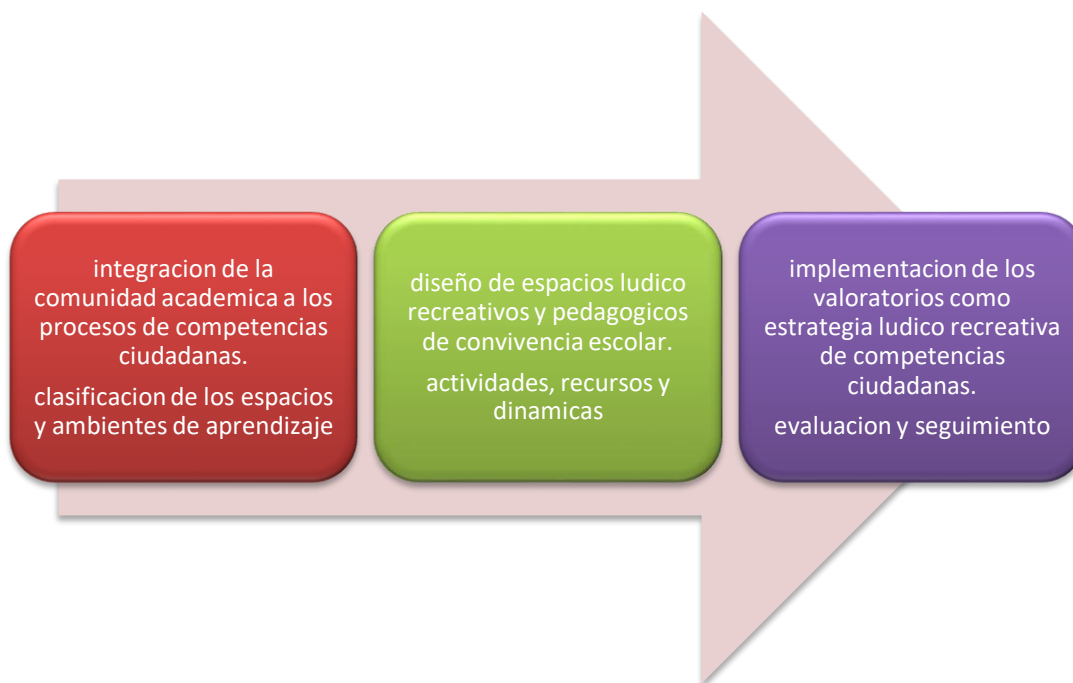 integracion de la
comunidad academica a los
procesos de competencias
ciudadanas.
clasificacion de los espacios
y ambientes de aprendizaje
diseño de espacios ludico
recreativos y pedagogicos
de convivencia escolar.
actividades, recursos y
dinamicas
implementacion de los
valoratorios como
estrategia ludico recreativa
de competencias
ciudadanas.
evaluacion y seguimiento